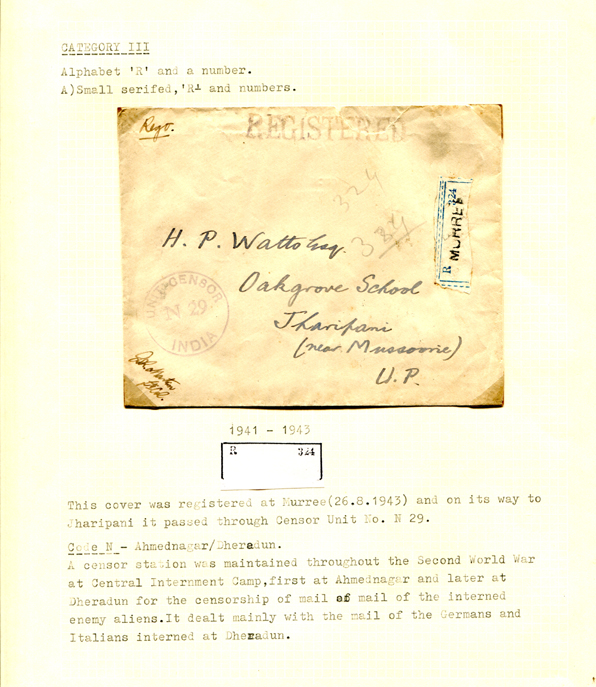 CATEGORY III
Alphabet 'R' and a number.
A)Small serifed,'R' and numbers.
Rego.
REGISTERED
324
324
R 324
MURREE
H. P. Watts Esq.
Oakgrove School
Jharipani
(near Mussoorie)
U.P.
UNIT CENSOR
N 29
INDIA
1941 - 1943
R 324
This cover was registered at Murree(26.8.1943) and on its way to
Jharipani it passed through Censor Unit No. N 29.
Code N - Ahmednagar/Dheradun.
A censor station was maintained throughout the Second World War
at Central Internment Camp,first at Ahmednagar and later at
Dheradun for the censorship of mail of mail of the interned
enemy aliens.It dealt mainly with the mail of the Germans and
Italians interned at Dheradun.